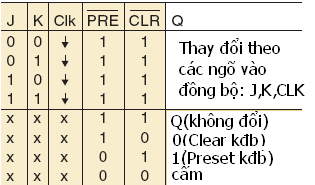 J K Clk PRE CLR Q
0 0 ↓ 1 1 Thay đổi theo
0 1 ↓ 1 1 các ngõ vào
1 0 ↓ 1 1 đồng bộ: J,K,CLK
1 1 ↓ 1 1
x x x 1 1 Q(không đổi)
x x x 1 0 0(Clear kđb)
x x x 0 1 1(Preset kđb)
x x x 0 0 cấm